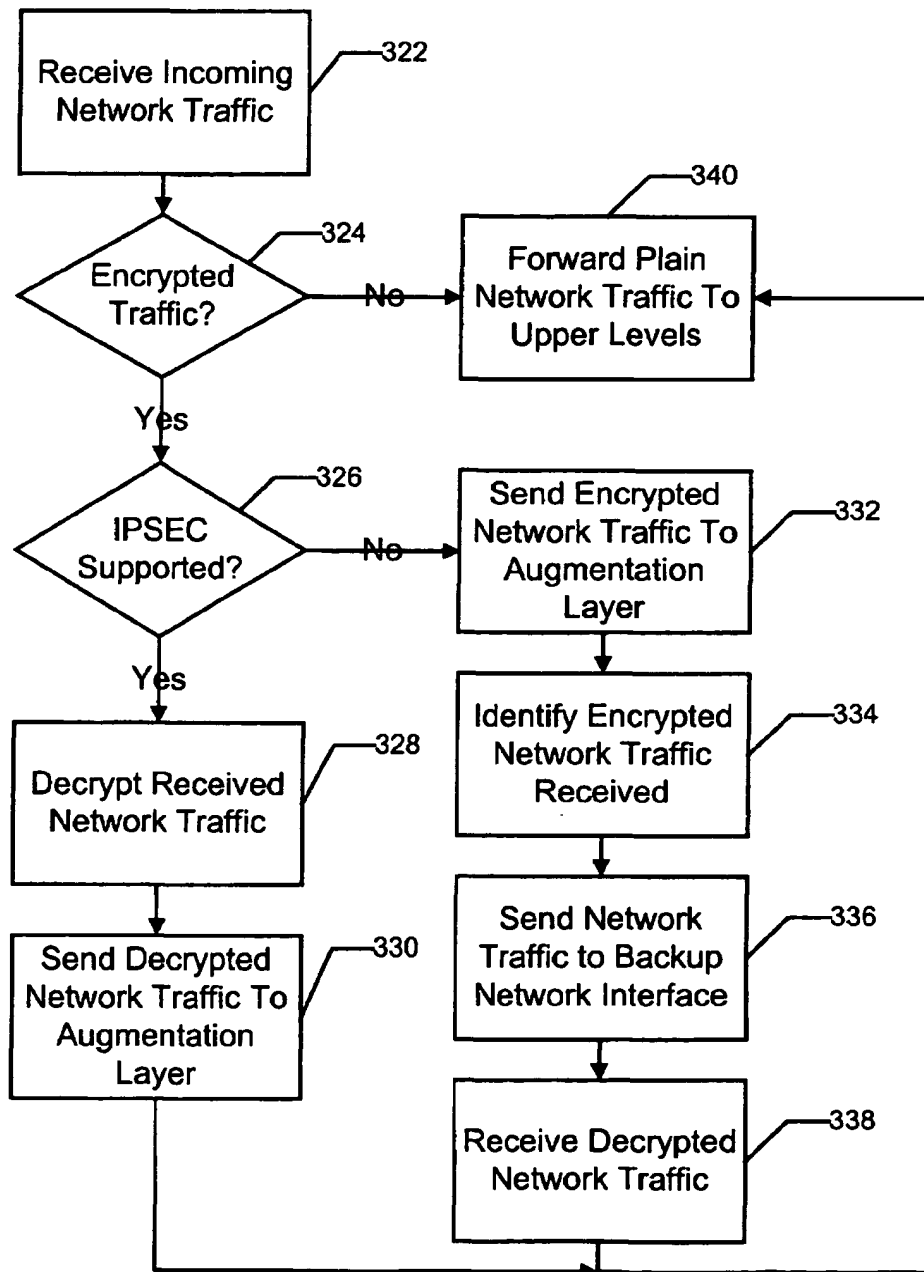 Receive Incoming
Network Traffic
322
Encrypted
Traffic?
324
No
340
Forward Plain
Network Traffic To
Upper Levels
Yes
IPSEC
Supported?
326
No
Send Encrypted
Network Traffic To
Augmentation
Layer
332
Yes
Identify Encrypted
Network Traffic
Received
334
Decrypt Received
Network Traffic
328
Send Network
Traffic to Backup
Network Interface
336
Send Decrypted
Network Traffic To
Augmentation
Layer
330
Receive Decrypted
Network Traffic
338